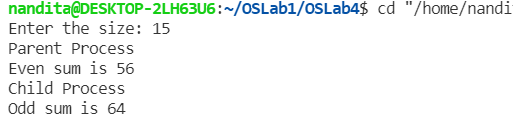 nandita@DESKTOP-2LH63U6:~/OSLab1/OSLab4$ cd "/home/nandi
Enter the size: 15
Parent Process
Even sum is 56
Child Process
Odd sum is 64